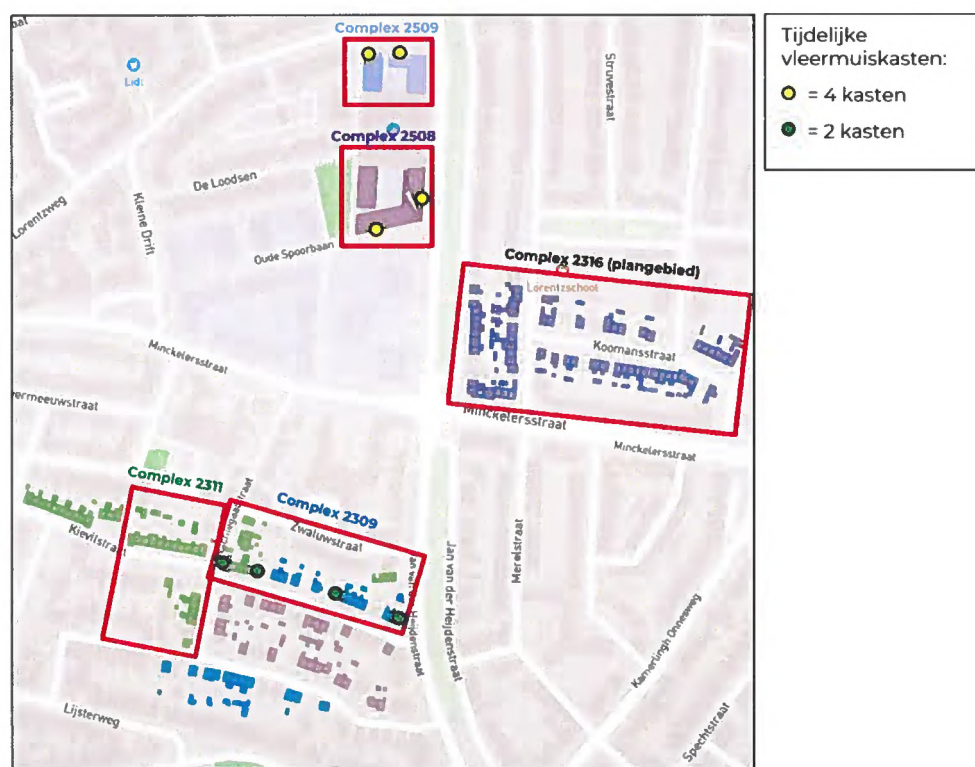 Complex 2509
Tijdelijke
vleermuiskasten:
= 4 kasten
= 2 kasten
Lidl
Struvestraat
Complex 2508
De Loodsen
Lorentzweg
Kleine Drift
Oude Spoorbaan
Complex 2316 (plangebied)
Lorentzschool
Koomansstraat
Minckelersstraat
Minckelersstraat
Minckelersstraat
vermeeuwstraat
Complex 2311
Complex 2309
Zwaluwstraat
Kievitstraat
Jan van der Heijdenstraat
Merelstraat
Kamerlingh Onnesweg
Lijsterweg
Spechtstraat